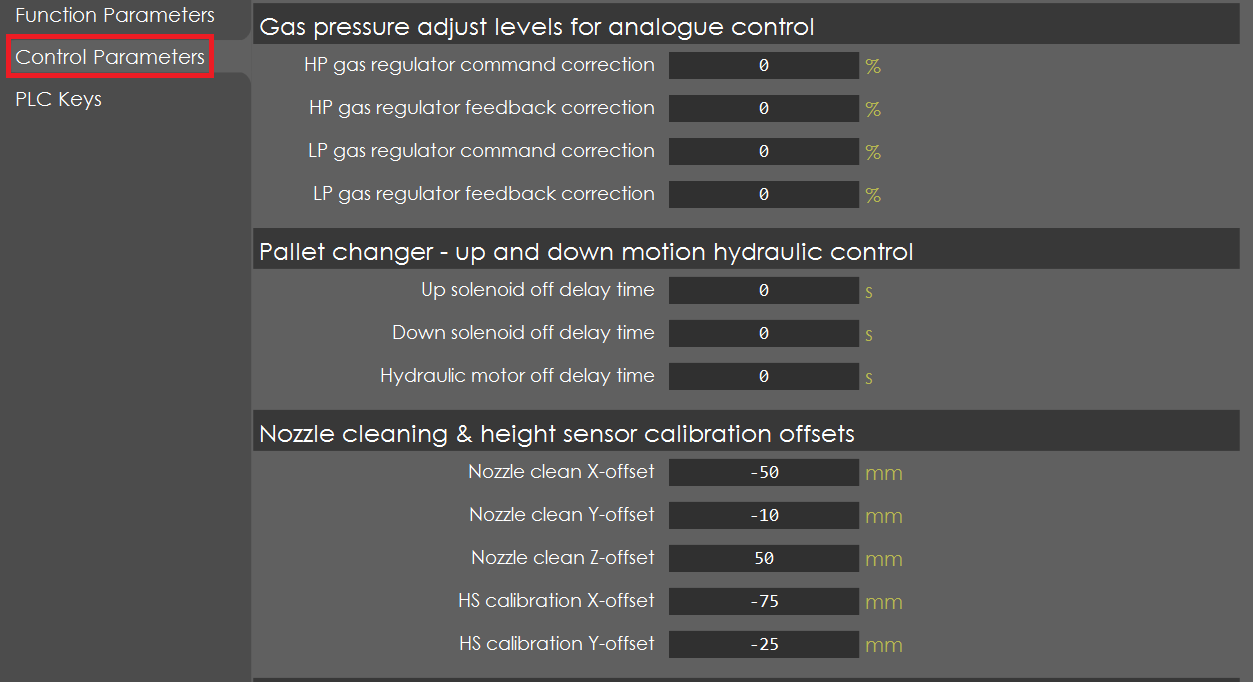 Function Parameters
Control Parameters
PLC Keys
Gas pressure adjust levels for analogue control
HP gas regulator command correction 0 %
HP gas regulator feedback correction 0 %
LP gas regulator command correction 0 %
LP gas regulator feedback correction 0 %
Pallet changer - up and down motion hydraulic control
Up solenoid off delay time 0 s
Down solenoid off delay time 0 s
Hydraulic motor off delay time 0 s
Nozzle cleaning & height sensor calibration offsets
Nozzle clean X-offset -50 mm
Nozzle clean Y-offset -10 mm
Nozzle clean Z-offset 50 mm
HS calibration X-offset -75 mm
HS calibration Y-offset -25 mm